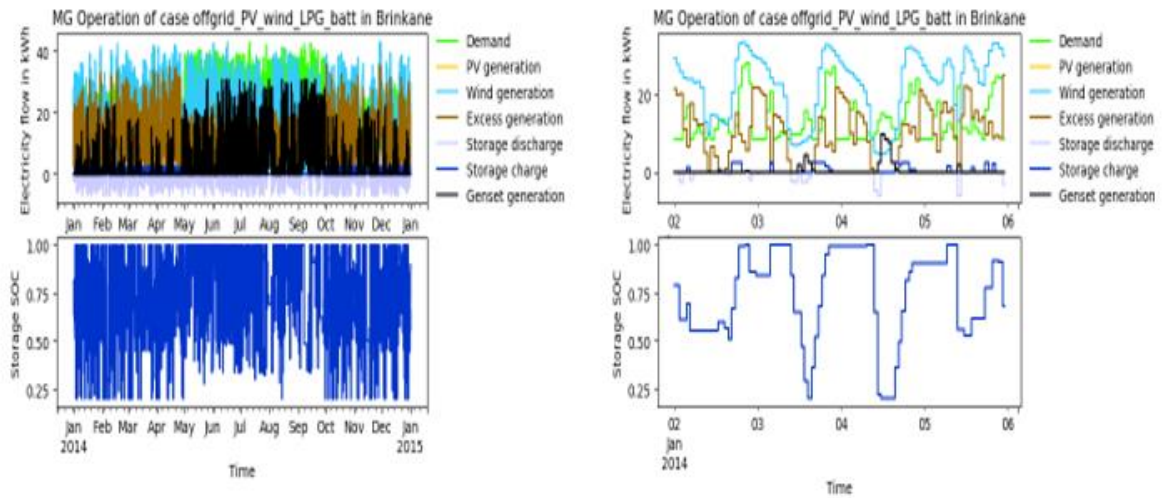 MG Operation of case offgrid_PV_wind_LPG_batt in Brinkane
Electricity flow in kWh
40
20
0
Jan Feb Mar Apr May Jun Jul Aug Sep Oct Nov Dec Jan
Demand
PV generation
Wind generation
Excess generation
Storage discharge
Storage charge
Genset generation
Storage SOC
1.00
0.75
0.50
0.25
Jan Feb Mar Apr May Jun Jul Aug Sep Oct Nov Dec Jan
2014 2015
Time
MG Operation of case offgrid_PV_wind_LPG_batt in Brinkane
Electricity flow in kWh
20
0
02 03 04 05 06
Demand
PV generation
Wind generation
Excess generation
Storage discharge
Storage charge
Genset generation
Storage SOC
1.00
0.75
0.50
0.25
02 03 04 05 06
Jan
2014
Time